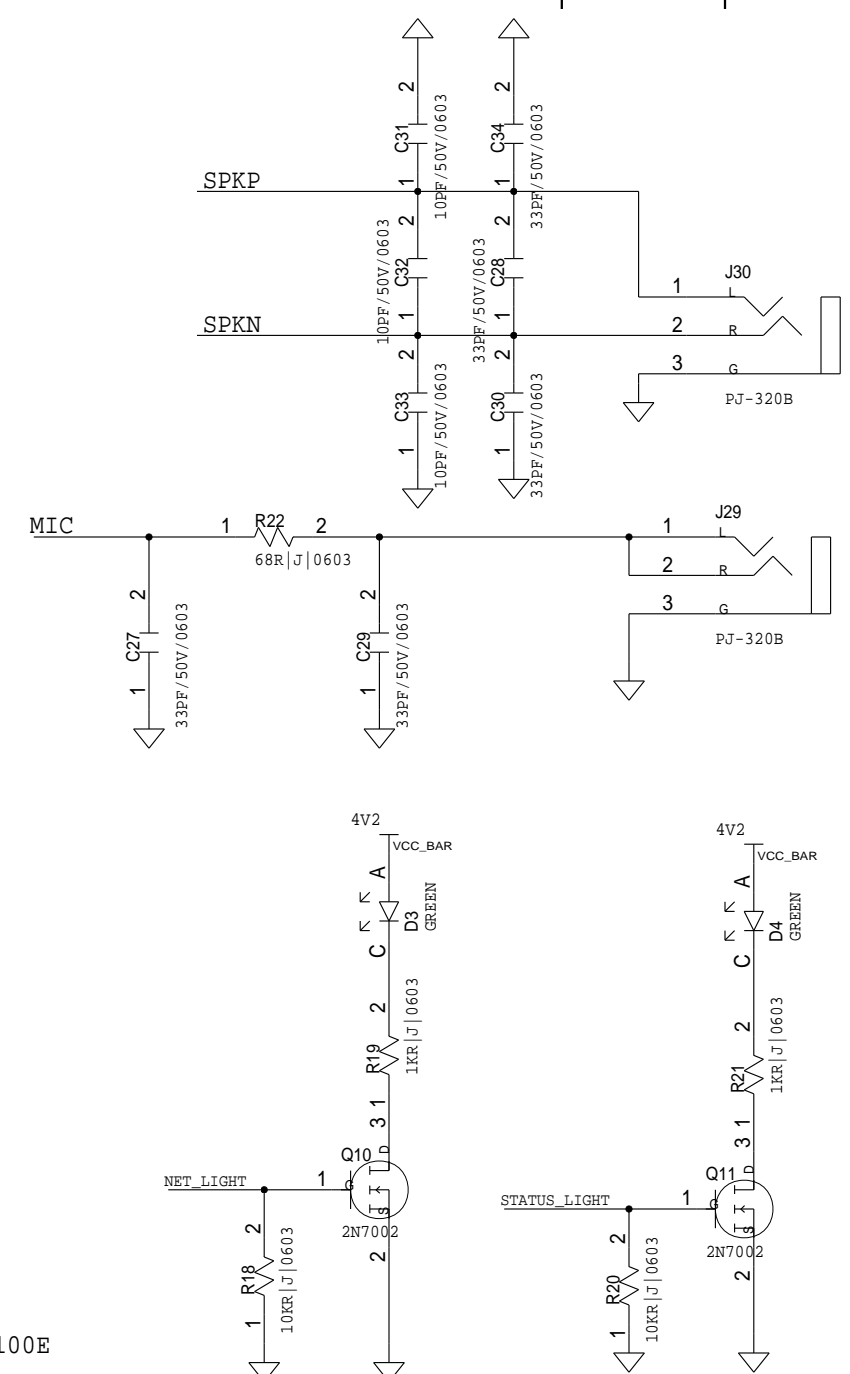 2
2
C31
10PF/50V/0603
C34
33PF/50V/0603
SPKP
1
1
2
2
C32
10PF/50V/0603
C28
33PF/50V/0603
1
1
SPKN
2
2
C33
10PF/50V/0603
C30
33PF/50V/0603
1
1
J30
1
L
2
R
3
G
PJ-320B
MIC
1
R22
2
68R|J|0603
J29
1
L
2
R
3
G
PJ-320B
2
C27
33PF/50V/0603
1
2
C29
33PF/50V/0603
1
4V2
VCC_BAR
A
D3
GREEN
C
2
R19
1KR|J|0603
1
3
D
Q10
NET_LIGHT
1
G
S
2N7002
2
2
R18
10KR|J|0603
1
4V2
VCC_BAR
A
D4
GREEN
C
2
R21
1KR|J|0603
1
3
D
Q11
STATUS_LIGHT
1
G
S
2N7002
2
2
R20
10KR|J|0603
1
100E